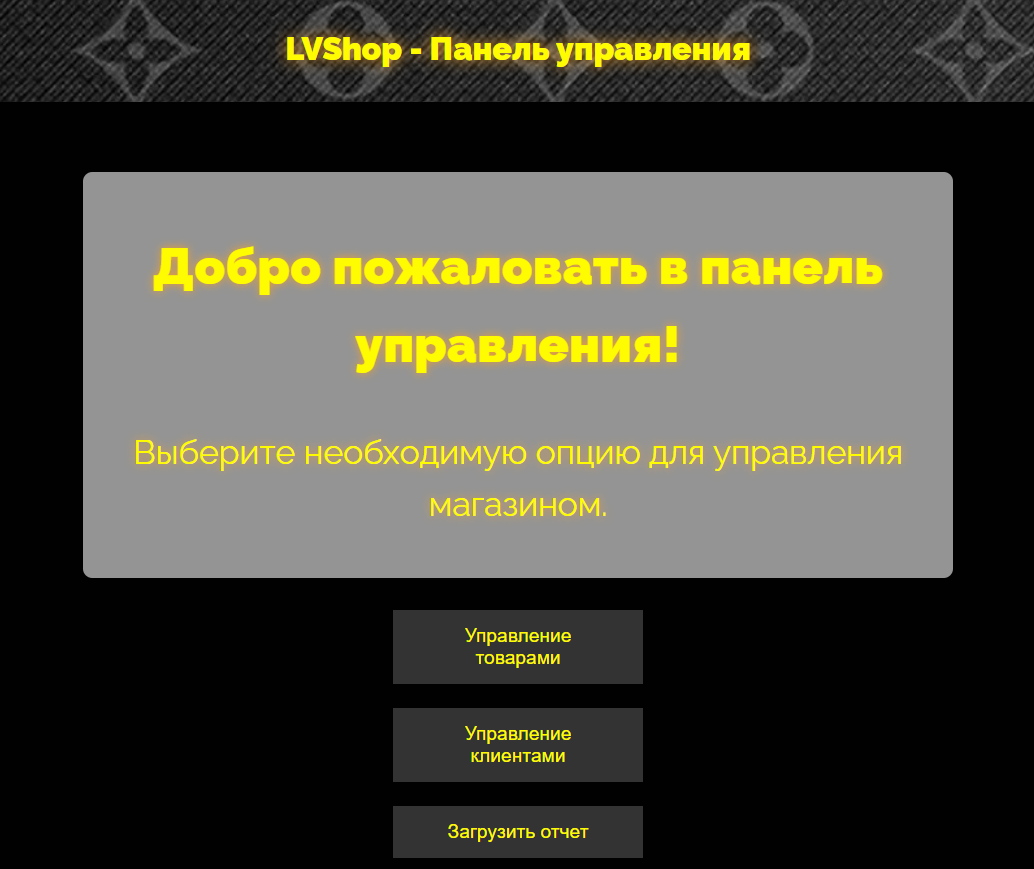 LVShop - Панель управления
Добро пожаловать в панель
управления!
Выберите необходимую опцию для управления
магазином.
Управление
товарами
Управление
клиентами
Загрузить отчет